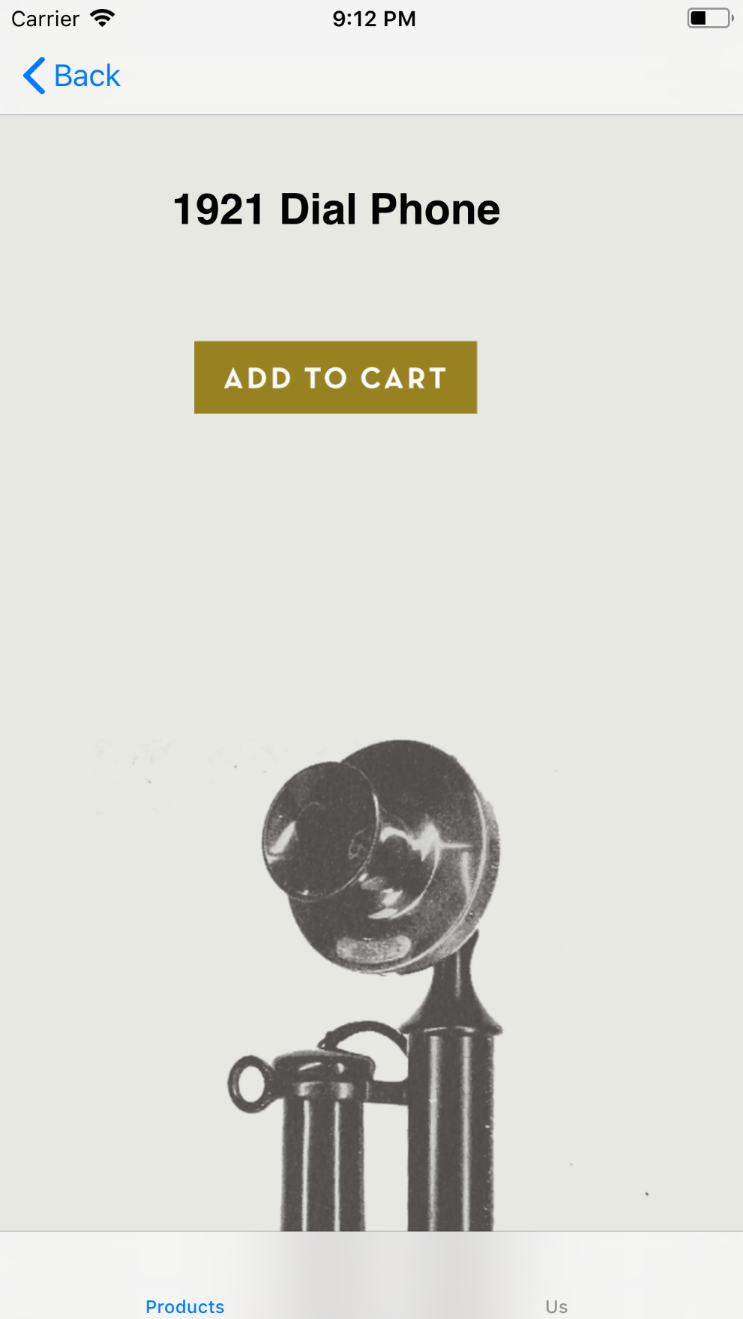 Carrier 9:12 PM
Back
1921 Dial Phone
ADD TO CART
Products Us